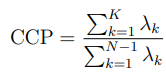 CCP = \frac{\sum_{k=1}^{K} \lambda_k}{\sum_{k=1}^{N-1} \lambda_k}